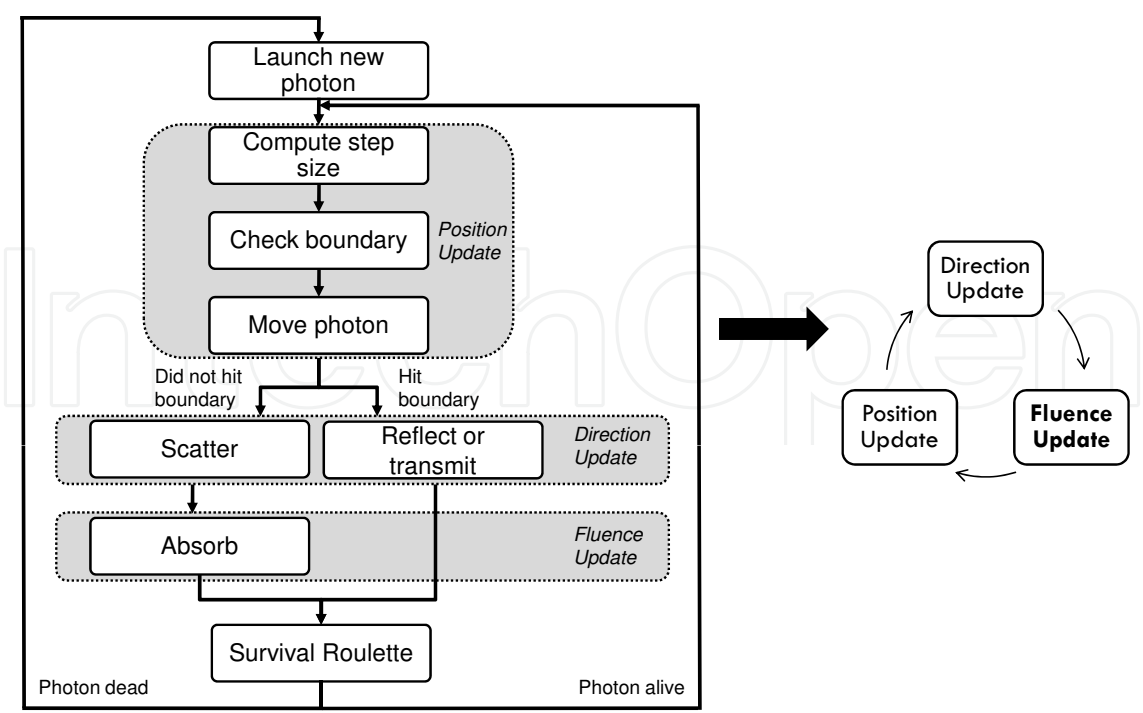 Launch new
photon
Compute step
size
Check boundary
Position
Update
Move photon
Did not hit
boundary
Hit
boundary
Scatter
Reflect or
transmit
Direction
Update
Absorb
Fluence
Update
Survival Roulette
Photon dead
Photon alive
Direction
Update
Position
Update
Fluence
Update
InTechOpen